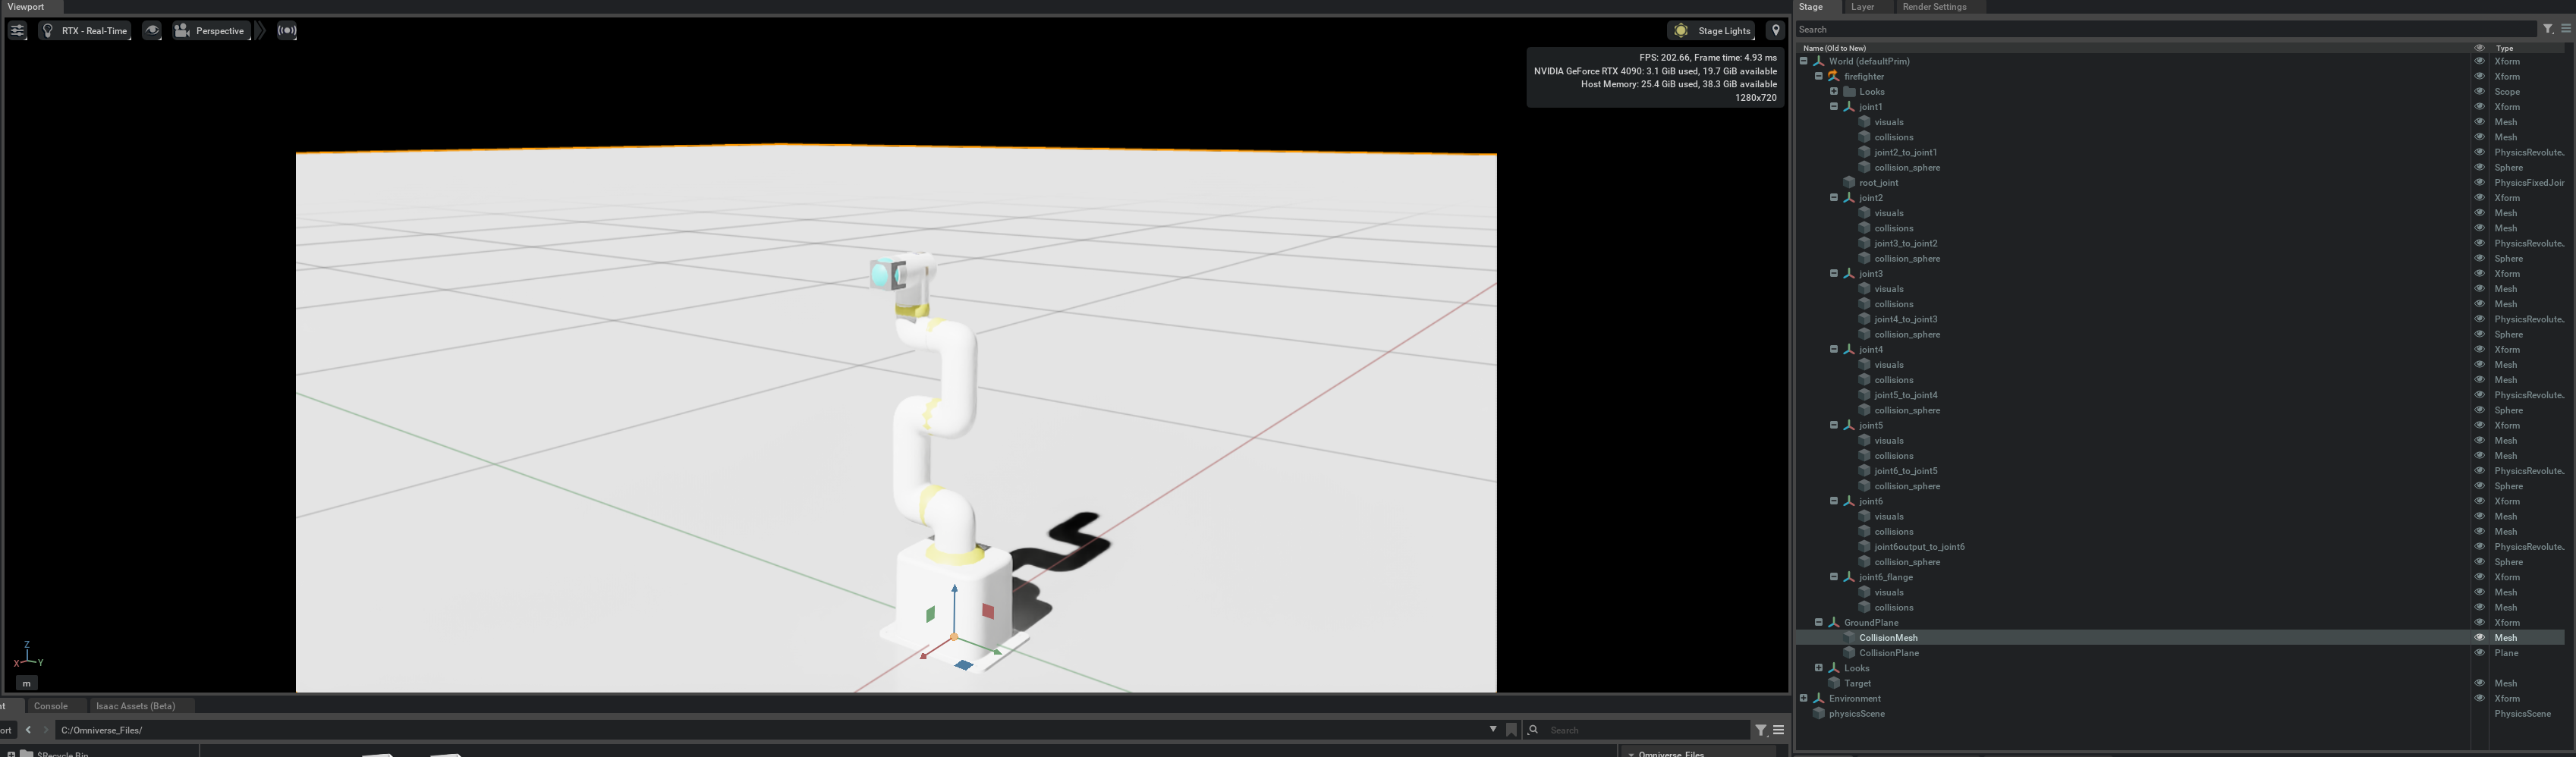 Viewport
RTX - Real-Time
Perspective
Stage Lights
FPS: 202.66, Frame time: 4.93 ms
NVIDIA GeForce RTX 4090: 3.1 GiB used, 19.7 GiB available
Host Memory: 25.4 GiB used, 38.3 GiB available
1280x720
Z
X Y
m
Console
Isaac Assets (Beta)
ort
C:/Omniverse_Files/
Search
$Recycle.Bin
Omniverse_Files
Stage
Layer
Render Settings
Search
Name (Old to New) Type
World (defaultPrim) Xform
firefighter Xform
Looks Scope
joint1 Xform
visuals Mesh
collisions Mesh
joint2_to_joint1 PhysicsRevolute.
collision_sphere Sphere
root_joint PhysicsFixedJoir
joint2 Xform
visuals Mesh
collisions Mesh
joint3_to_joint2 PhysicsRevolute.
collision_sphere Sphere
joint3 Xform
visuals Mesh
collisions Mesh
joint4_to_joint3 PhysicsRevolute.
collision_sphere Sphere
joint4 Xform
visuals Mesh
collisions Mesh
joint5_to_joint4 PhysicsRevolute.
collision_sphere Sphere
joint5 Xform
visuals Mesh
collisions Mesh
joint6_to_joint5 PhysicsRevolute.
collision_sphere Sphere
joint6 Xform
visuals Mesh
collisions Mesh
joint6output_to_joint6 PhysicsRevolute.
collision_sphere Sphere
joint6_flange Xform
visuals Mesh
collisions Mesh
GroundPlane Xform
CollisionMesh Mesh
CollisionPlane Plane
Looks
Target Mesh
Environment Xform
physicsScene PhysicsScene